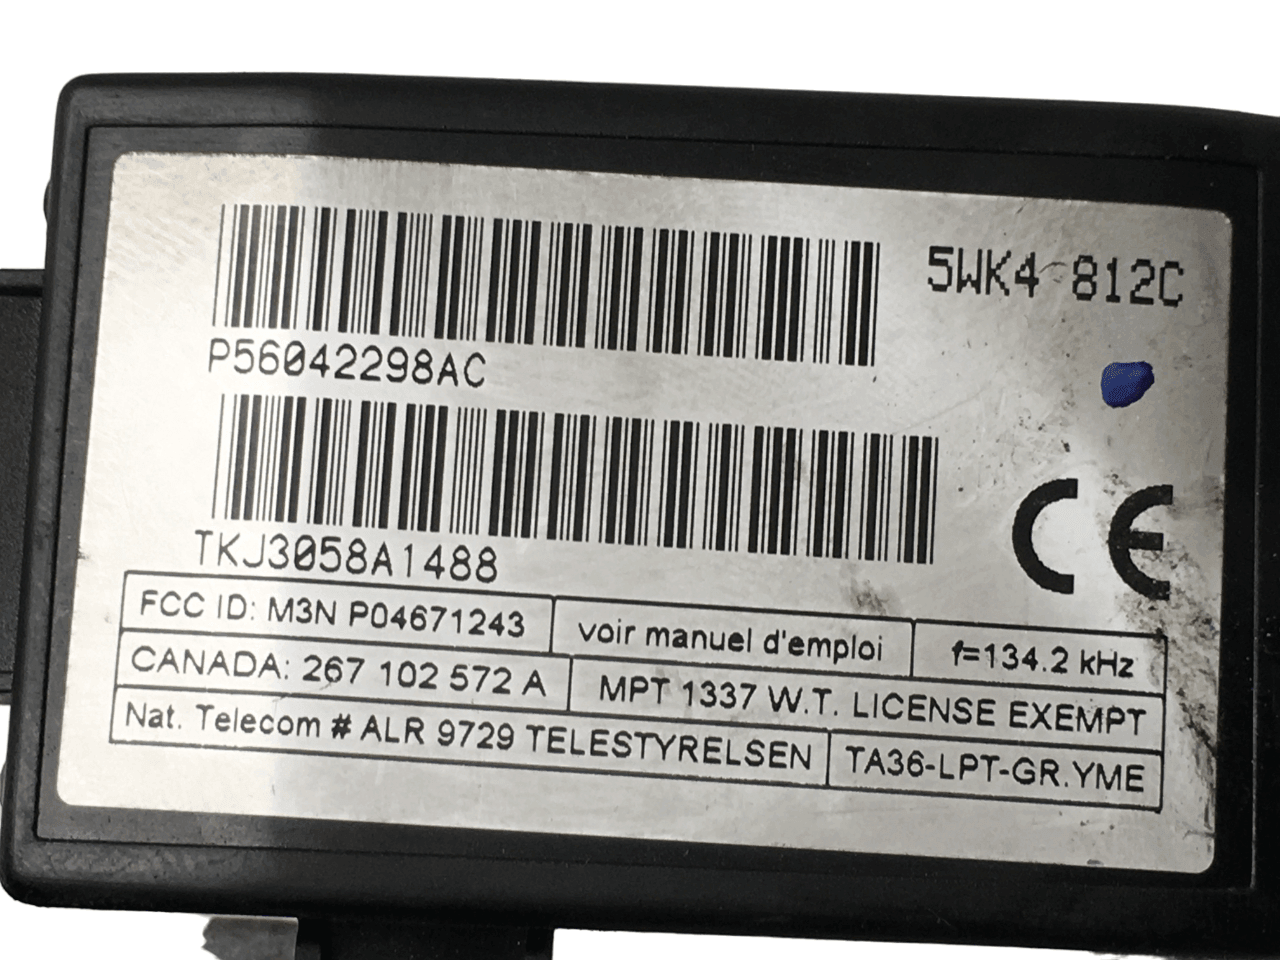 5WK4 812C
P56042298AC
TKJ3058A1488
CE
FCC ID: M3N P04671243
voir manuel d'emploi
f=134.2 kHz
CANADA: 267 102 572 A
MPT 1337 W.T. LICENSE EXEMPT
Nat. Telecom # ALR 9729 TELESTYRELSEN
TA36-LPT-GR.YME